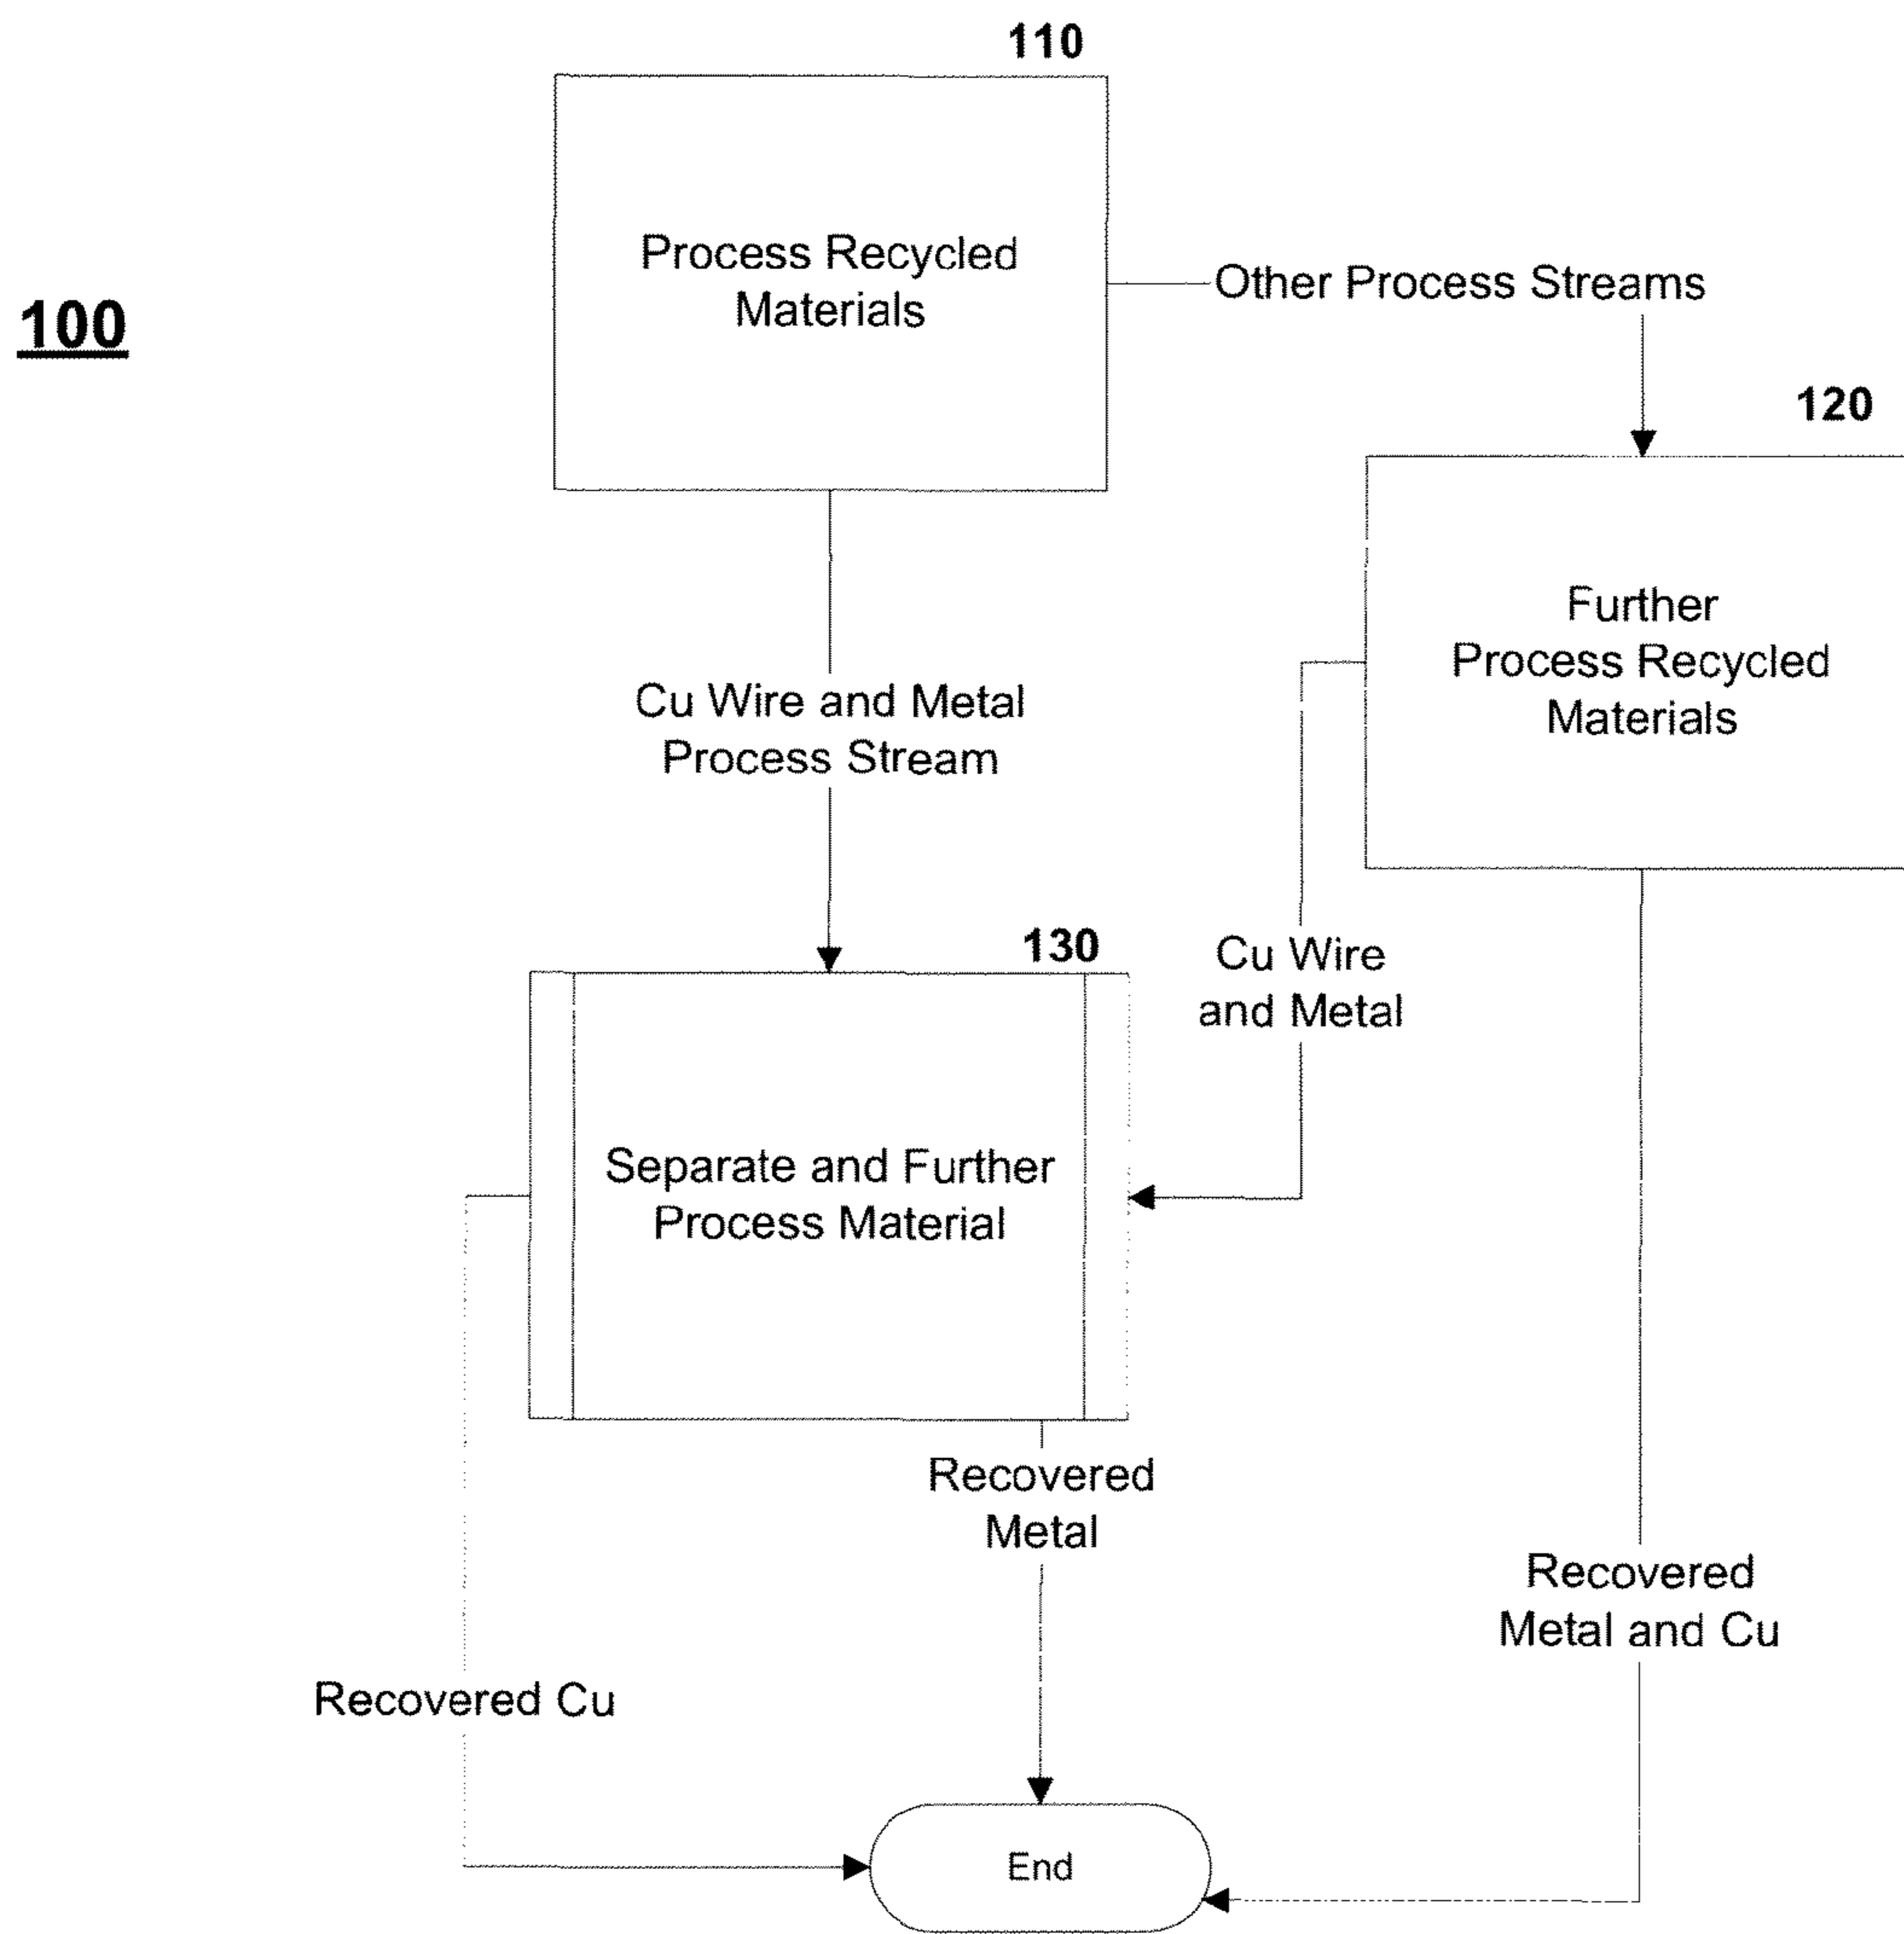 110
Process Recycled
Materials
Other Process Streams
100
120
Further
Process Recycled
Materials
Cu Wire and Metal
Process Stream
130
Cu Wire
and Metal
Separate and Further
Process Material
Recovered
Metal
Recovered
Metal and Cu
Recovered Cu
End